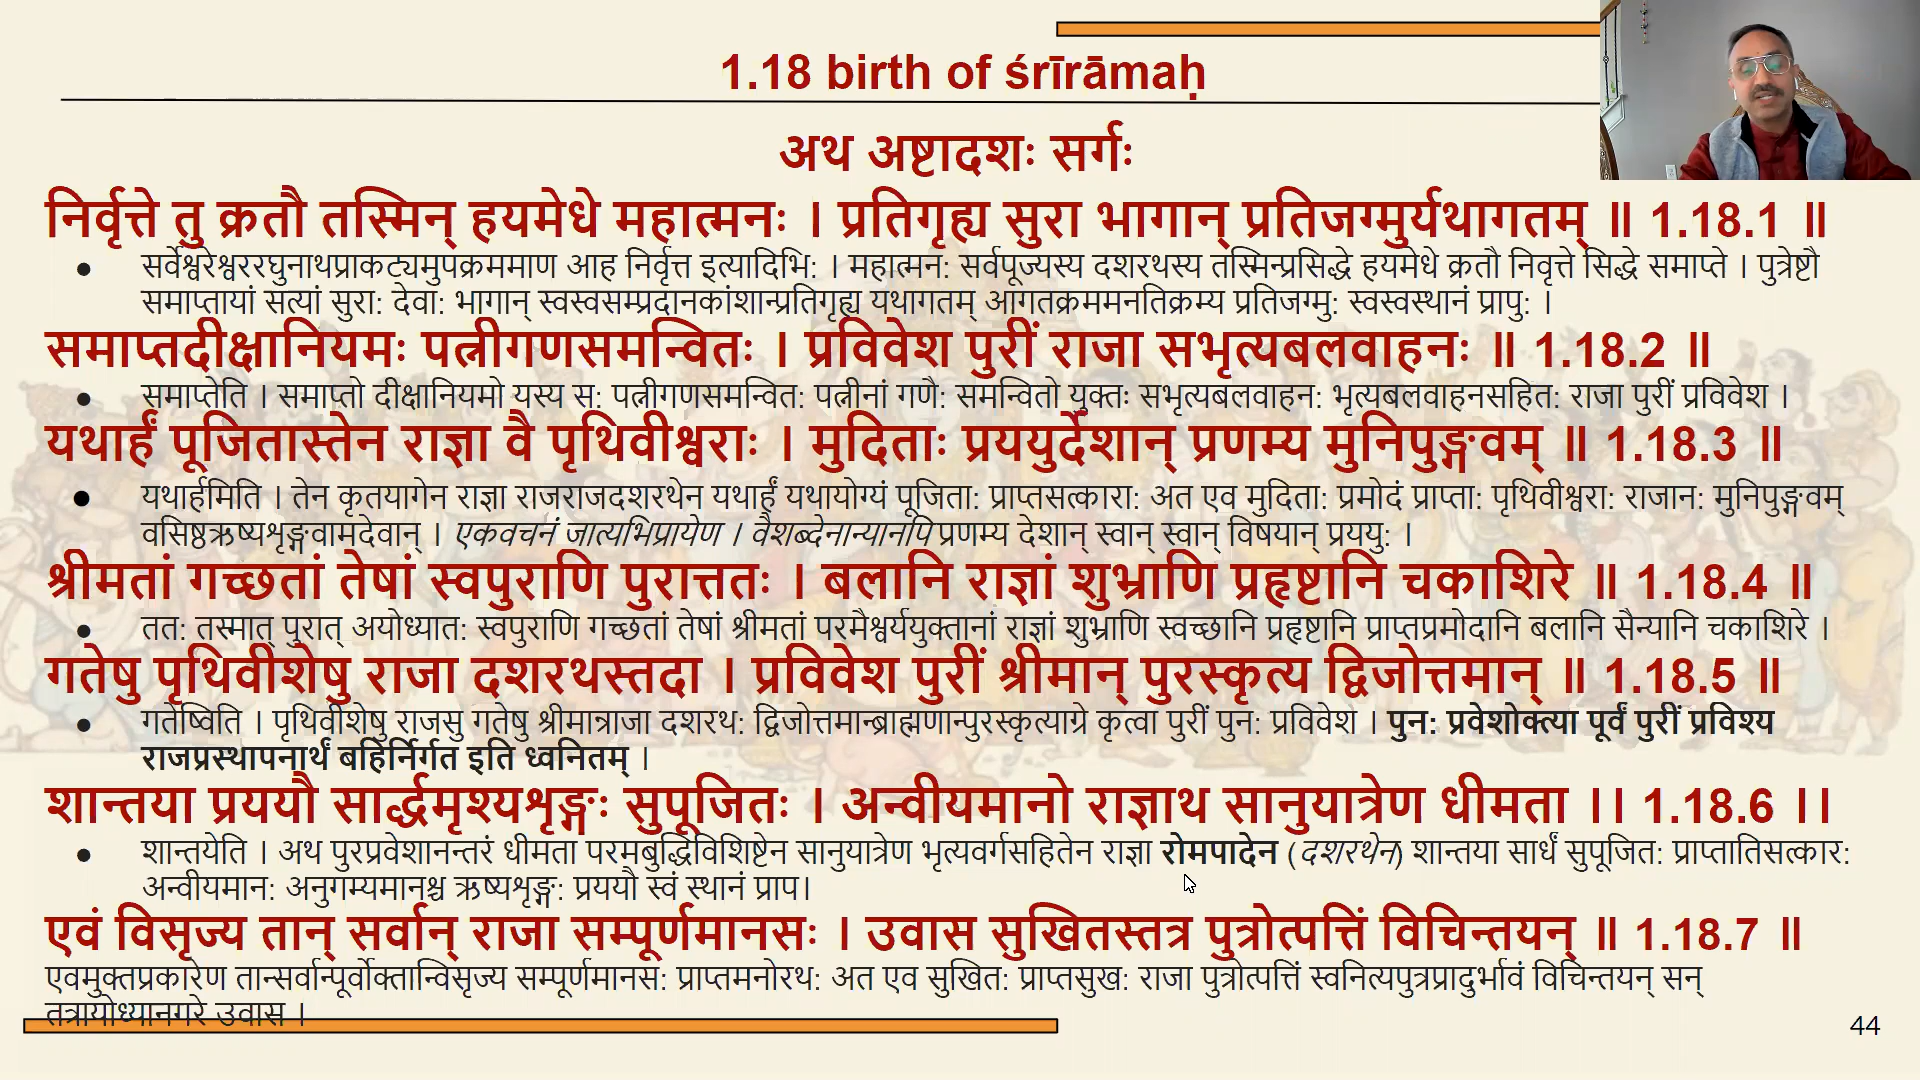 1.18 birth of śrīrāmaḥ
अथ अष्टादशः सर्गः
निर्वृत्ते तु क्रतौ तस्मिन् हयमेधे महात्मनः । प्रतिगृह्य सुरा भागान् प्रतिजग्मुर्यथागतम् ॥ 1.18.1 ॥
● सर्वेश्वरेश्वररघुनाथप्राकट्यमुपक्रममाण आह निर्वृत्त इत्यादिभि: । महात्मन: सर्वपूज्यस्य दशरथस्य तस्मिन्प्रसिद्धे हयमेधे क्रतौ निवृत्ते सिद्धे समाप्ते । पुत्रेष्टौ
समाप्तायां सत्यां सुरा: देवा: भागान् स्वस्वसम्प्रदानकांशान्प्रतिगृह्य यथागतम् आगतक्रममनतिक्रम्य प्रतिजग्मु: स्वस्वस्थानं प्रापु: ।
समाप्तदीक्षानियमः पत्नीगणसमन्वितः । प्रविवेश पुरीं राजा सभृत्यबलवाहनः ॥ 1.18.2 ॥
● समाप्तेति । समाप्तो दीक्षानियमो यस्य स: पत्नीगणसमन्वित: पत्नीनां गणै: समन्वितो युक्तः सभृत्यबलवाहन: भृत्यबलवाहनसहित: राजा पुरीं प्रविवेश ।
यथार्हं पूजितास्तेन राज्ञा वै पृथिवीश्वराः । मुदिताः प्रययुर्देशान् प्रणम्य मुनिपुङ्गवम् ॥ 1.18.3 ॥
● यथार्हमिति । तेन कृतयागेन राज्ञा राजराजदशरथेन यथार्हं यथायोग्यं पूजिता: प्राप्तसत्कारा: अत एव मुदिता: प्रमोदं प्राप्ता: पृथिवीश्वरा: राजान: मुनिपुङ्गवम्
वसिष्ठऋष्यशृङ्गवामदेवान् । एकवचनं जात्यभिप्रायेण । वैशब्देनान्यानपि प्रणम्य देशान् स्वान् स्वान् विषयान् प्रययु: ।
श्रीमतां गच्छतां तेषां स्वपुराणि पुरात्ततः । बलानि राज्ञां शुभ्राणि प्रहृष्टानि चकाशिरे ॥ 1.18.4 ॥
● तत: तस्मात् पुरात् अयोध्यात: स्वपुराणि गच्छतां तेषां श्रीमतां परमैश्वर्ययुक्तानां राज्ञां शुभ्राणि स्वच्छानि प्रहृष्टानि प्राप्तप्रमोदानि बलानि सैन्यानि चकाशिरे ।
गतेषु पृथिवीशेषु राजा दशरथस्तदा । प्रविवेश पुरीं श्रीमान् पुरस्कृत्य द्विजोत्तमान् ॥ 1.18.5 ॥
● गतेष्विति । पृथिवीशेषु राजसु गतेषु श्रीमान्राजा दशरथ: द्विजोत्तमान्ब्राह्मणान्पुरस्कृत्याग्रे कृत्वा पुरीं पुन: प्रविवेश । पुन: प्रवेशोक्त्या पूर्वं पुरीं प्रविश्य
राजप्रस्थापनार्थं बहिर्निर्गत इति ध्वनितम् ।
शान्तया प्रययौ सार्द्धमृश्यशृङ्गः सुपूजितः । अन्वीयमानो राज्ञाथ सानुयात्रेण धीमता ।। 1.18.6 ।।
● शान्तयेति । अथ पुरप्रवेशानन्तरं धीमता परमबुद्धिविशिष्टेन सानुयात्रेण भृत्यवर्गसहितेन राज्ञा रोमपादेन (दशरथेन) शान्तया सार्धं सुपूजित: प्राप्तातिसत्कार:
अन्वीयमान: अनुगम्यमानश्च ऋष्यशृङ्ग: प्रययौ स्वं स्थानं प्राप।
एवं विसृज्य तान् सर्वान् राजा सम्पूर्णमानसः । उवास सुखितस्तत्र पुत्रोत्पत्तिं विचिन्तयन् ॥ 1.18.7 ॥
एवमुक्तप्रकारेण तान्सर्वान्पूर्वोक्तान्विसृज्य सम्पूर्णमानस: प्राप्तमनोरथ: अत एव सुखित: प्राप्तसुख: राजा पुत्रोत्पत्तिं स्वनित्यपुत्रप्रादुर्भावं विचिन्तयन् सन्
तत्रायोध्यानगरे उवास ।
44